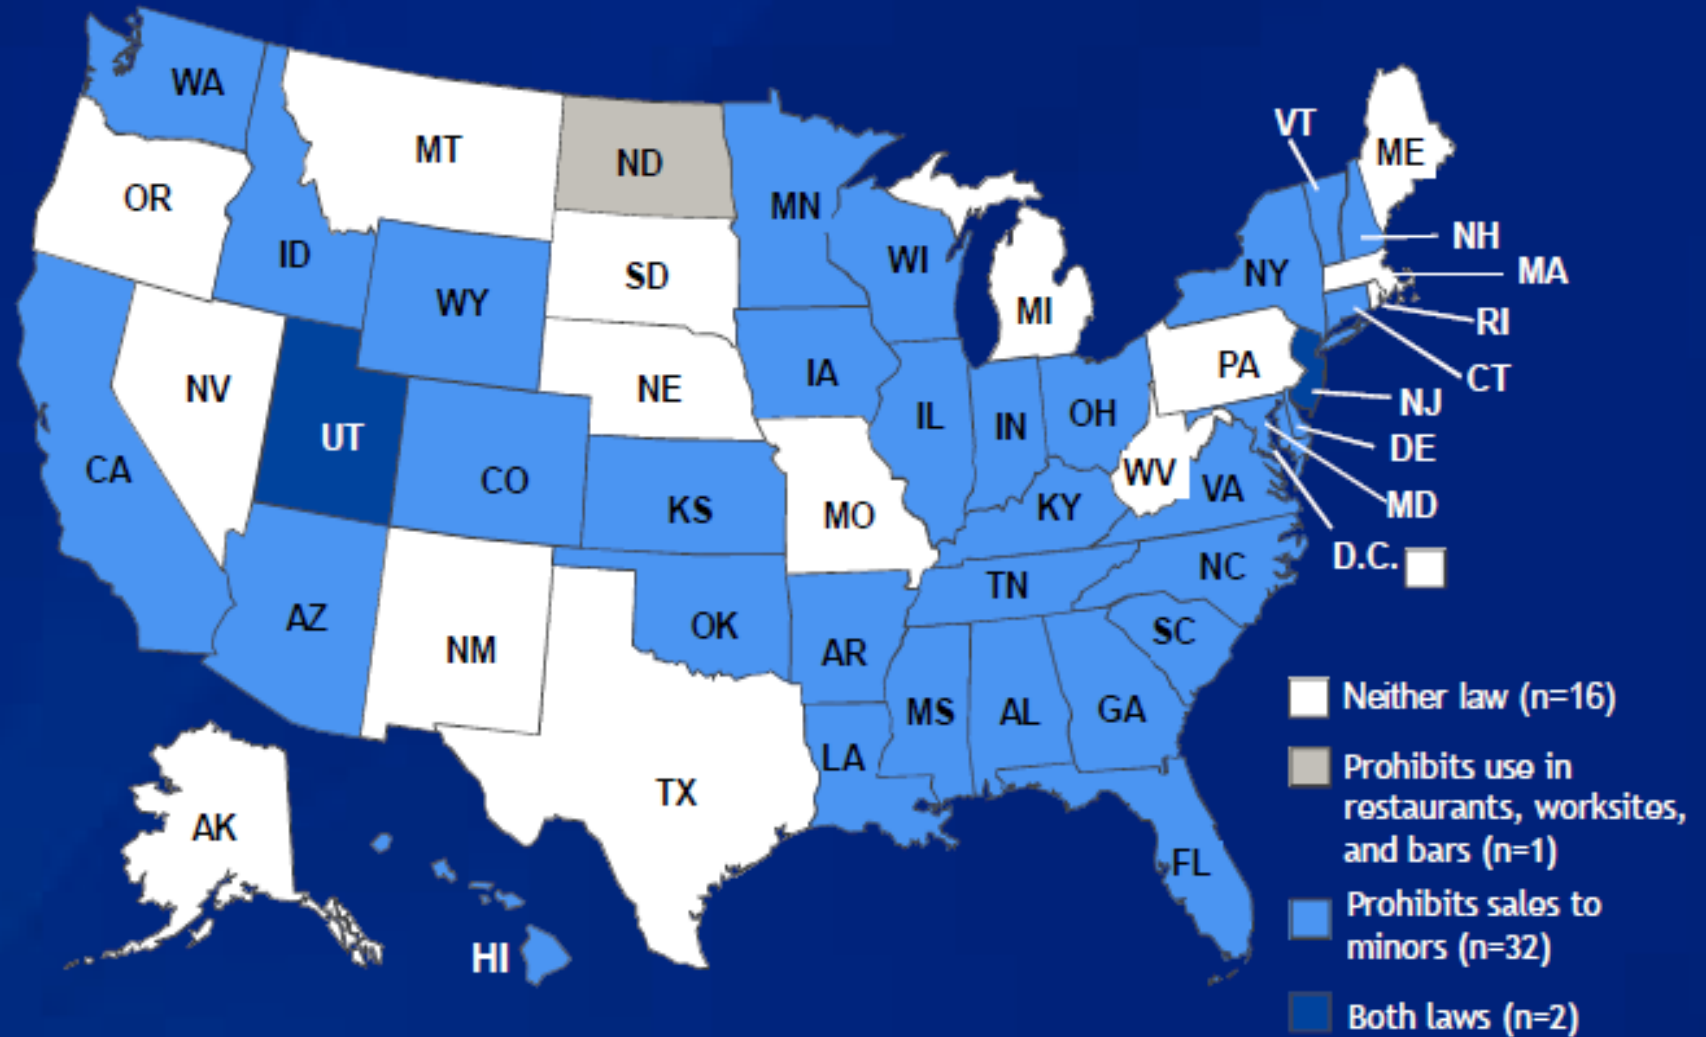 WA
MT
ND
VT
ME
OR
MN
ID
SD
WI
NH
NY
MA
WY
MI
RI
IA
PA
CT
NV
NE
NJ
UT
IL
IN
OH
DE
CA
CO
WV
VA
KS
MO
KY
MD
D.C.
NC
TN
AZ
OK
SC
NM
AR
MS
AL
GA
LA
TX
AK
FL
HI
Neither law (n=16)
Prohibits use in
restaurants, worksites,
and bars (n=1)
Prohibits sales to
minors (n=32)
Both laws (n=2)